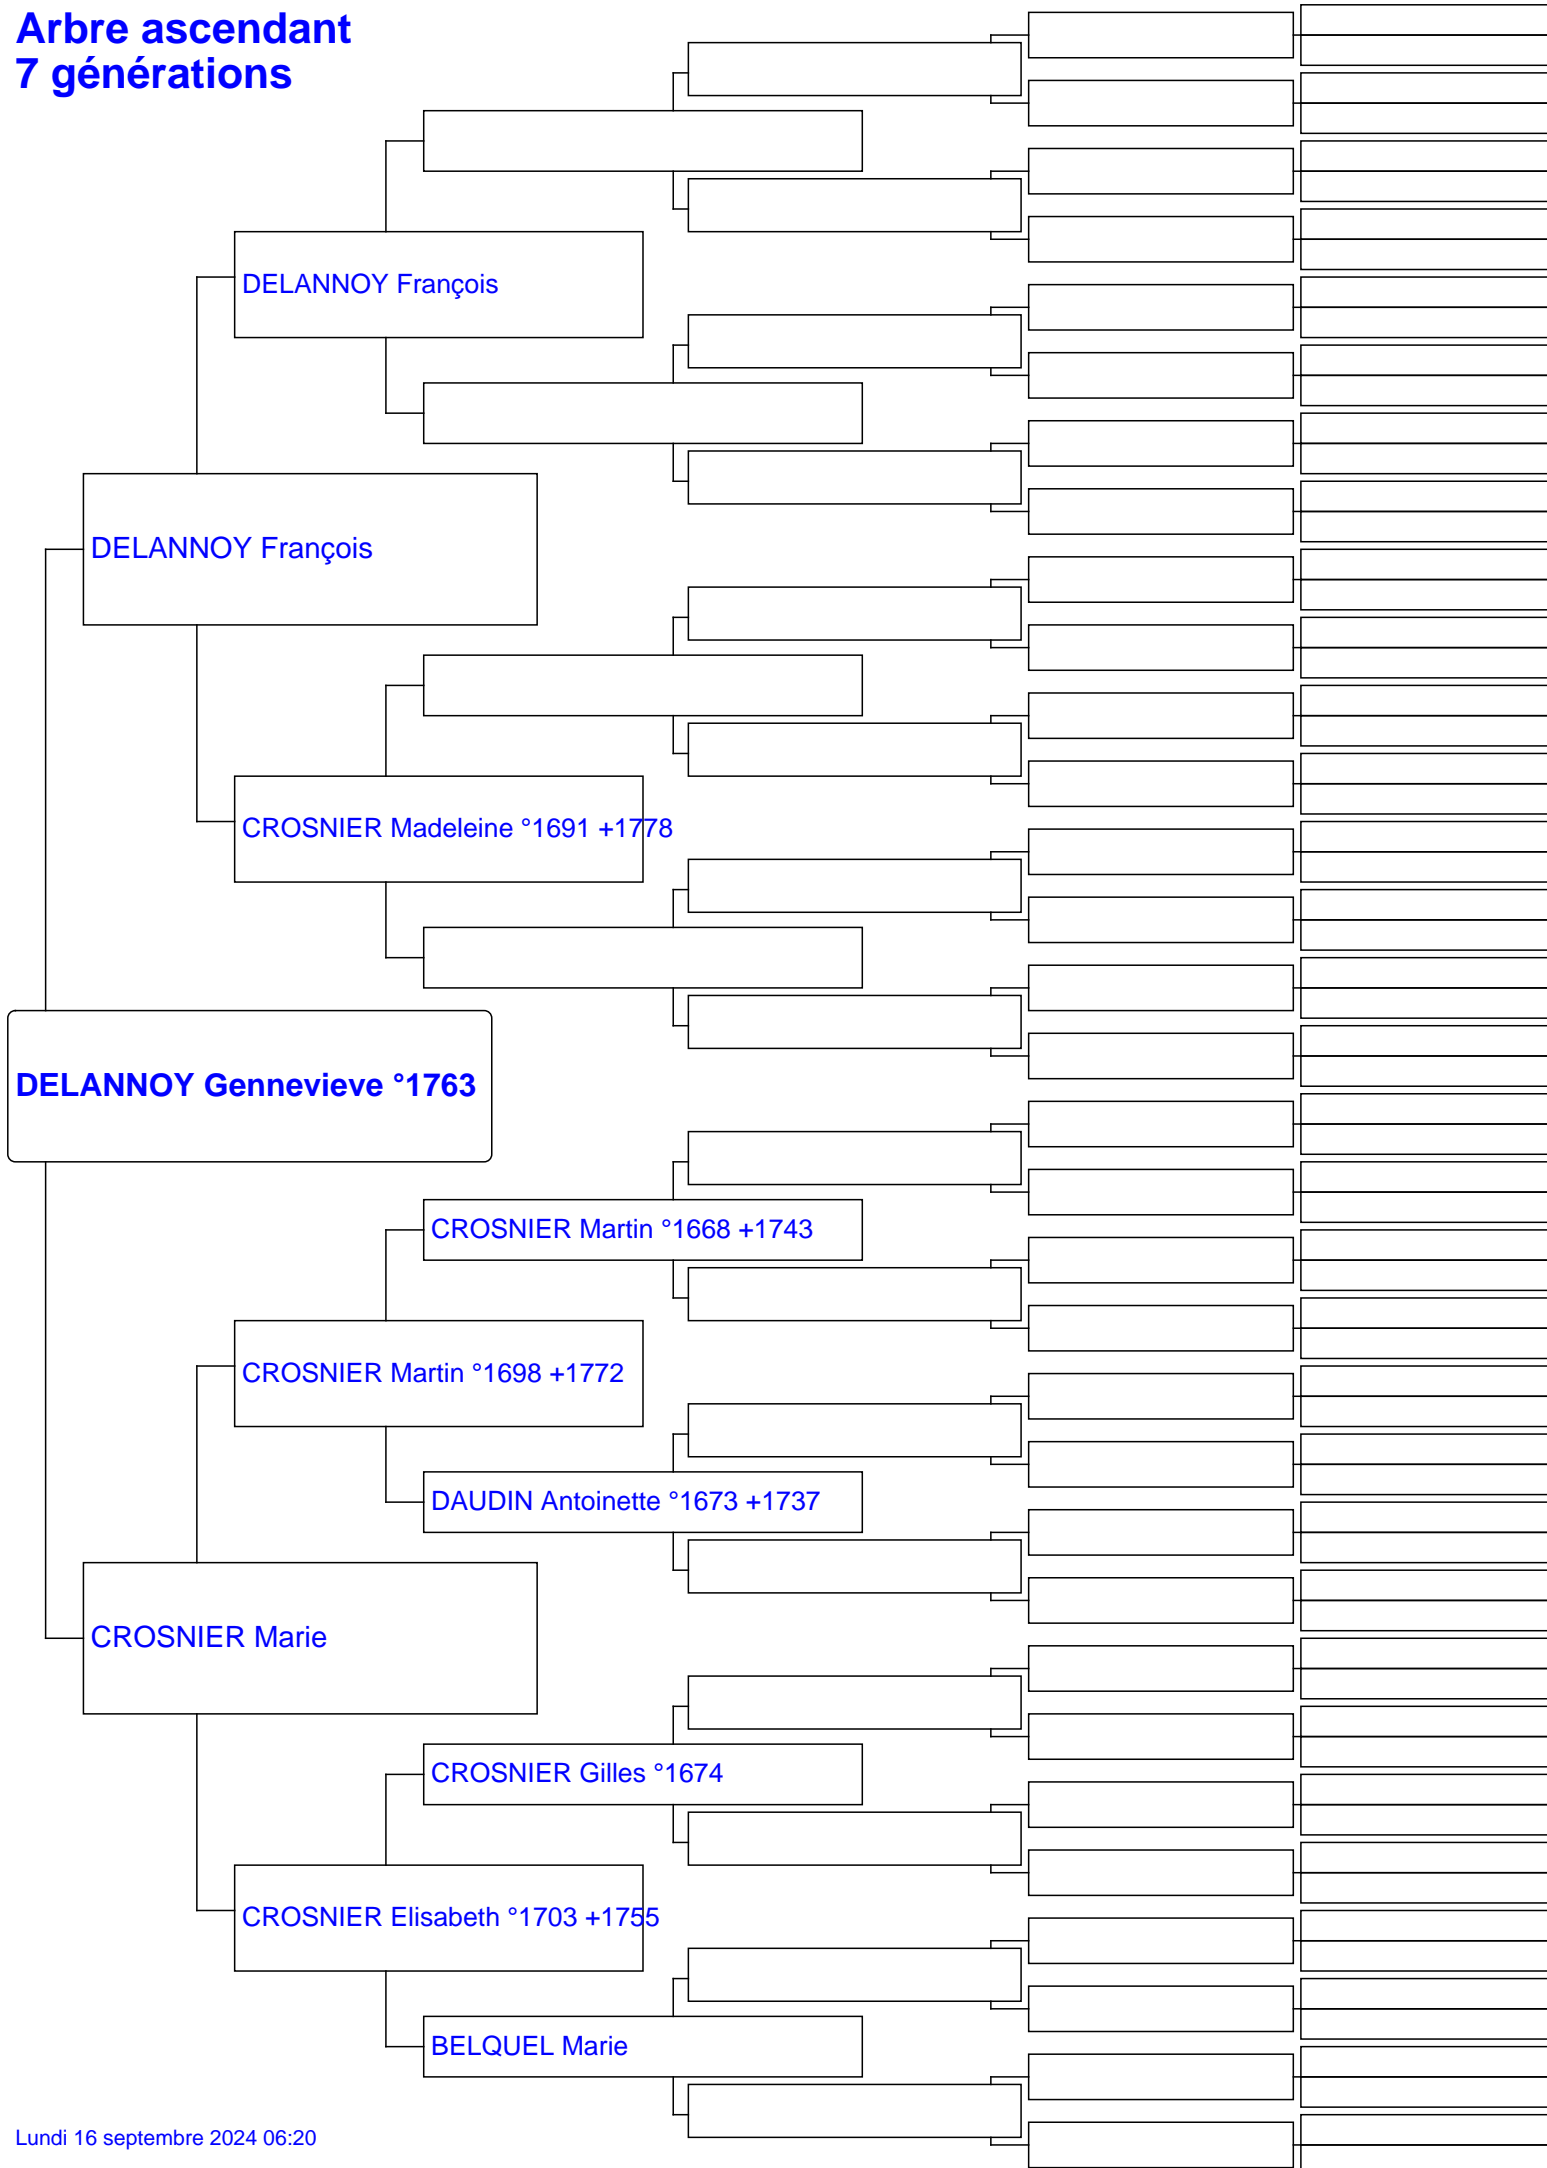 Arbre ascendant
7 générations
DELANNOY François
DELANNOY François
CROSNIER Madeleine °1691 +1778
DELANNOY Gennevieve °1763
CROSNIER Martin °1668 +1743
CROSNIER Martin °1698 +1772
DAUDIN Antoinette °1673 +1737
CROSNIER Marie
CROSNIER Gilles °1674
CROSNIER Elisabeth °1703 +1755
BELQUEL Marie
Lundi 16 septembre 2024 06:20